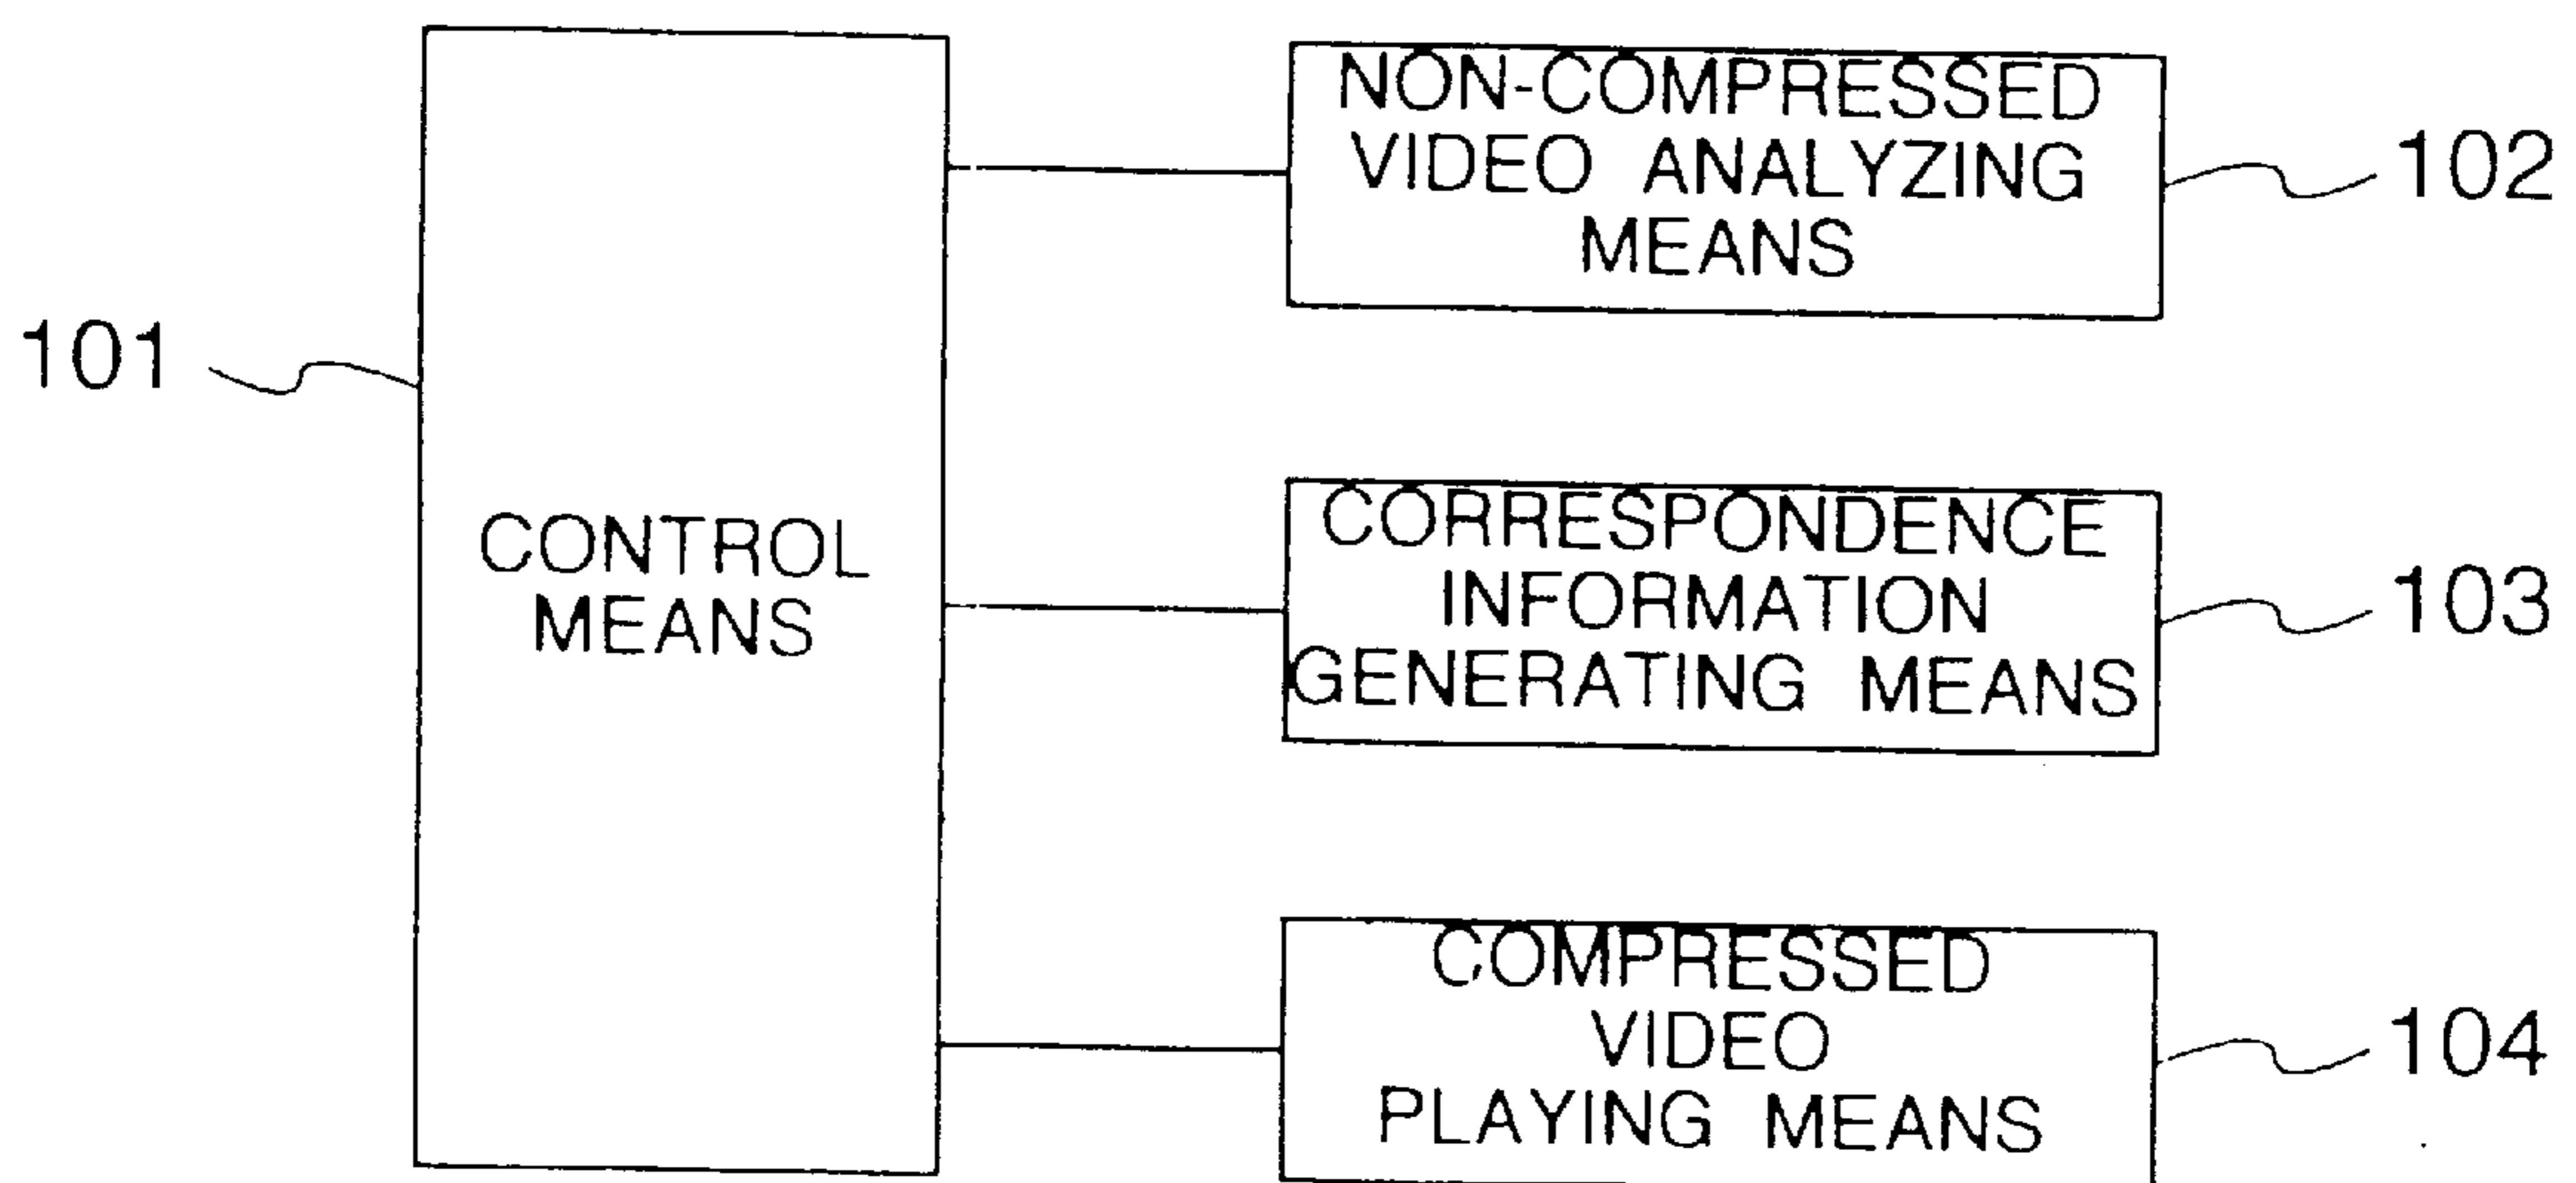 NON-COMPRESSED
VIDEO ANALYZING
MEANS
102
101
CONTROL
MEANS
CORRESPONDENCE
INFORMATION
GENERATING MEANS
103
COMPRESSED
VIDEO
PLAYING MEANS
104